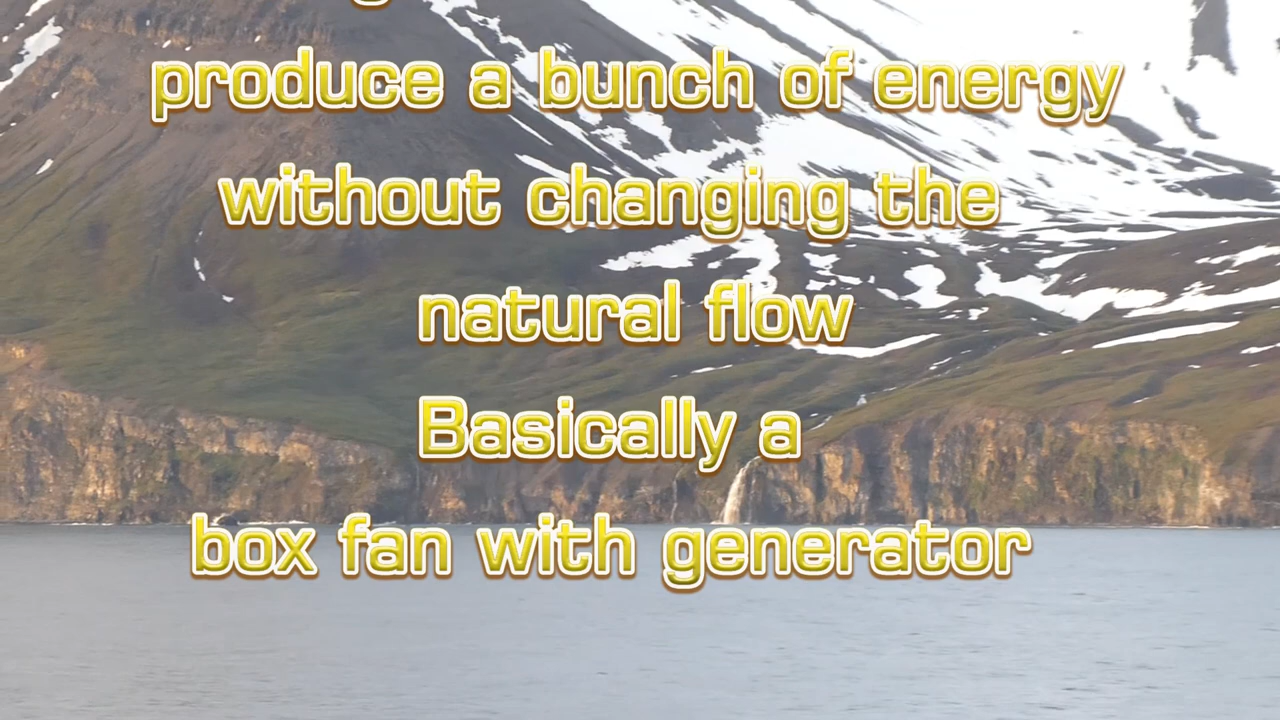 produce a bunch of energy
without changing the
natural flow
Basically a
box fan with generator